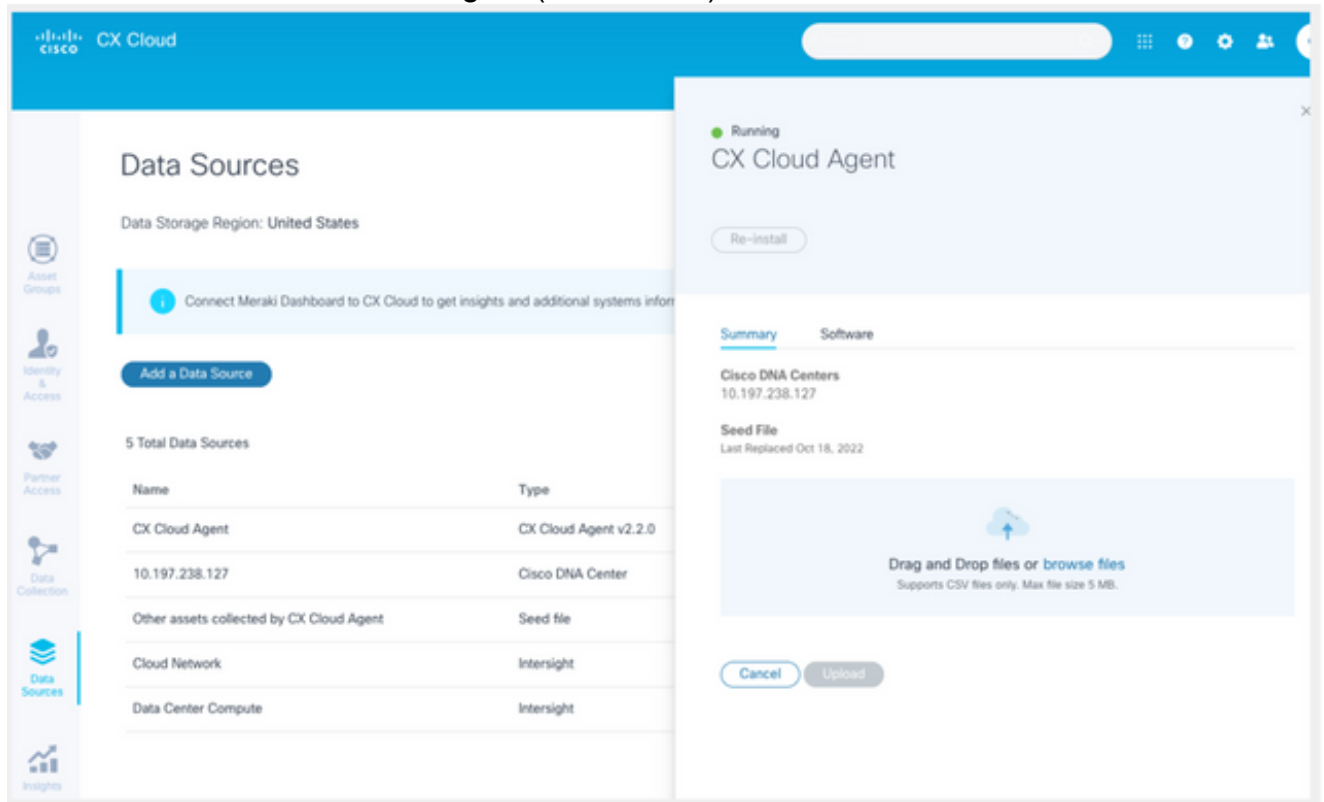 CISCO
CX Cloud
Running
CX Cloud Agent
Re-install
Data Sources
Data Storage Region: United States
Connect Meraki Dashboard to CX Cloud to get insights and additional systems infor
Add a Data Source
5 Total Data Sources
Name Type
CX Cloud Agent CX Cloud Agent v2.2.0
10.197.238.127 Cisco DNA Center
Other assets collected by CX Cloud Agent Seed file
Cloud Network Intersight
Data Center Compute Intersight
Asset
Groups
Identity
&
Access
Partner
Access
Data
Collection
Data
Sources
Insights
Summary Software
Cisco DNA Centers
10.197.238.127
Seed File
Last Replaced Oct 18, 2022
Drag and Drop files or browse files
Supports CSV files only. Max file size 5 MB.
Cancel Upload